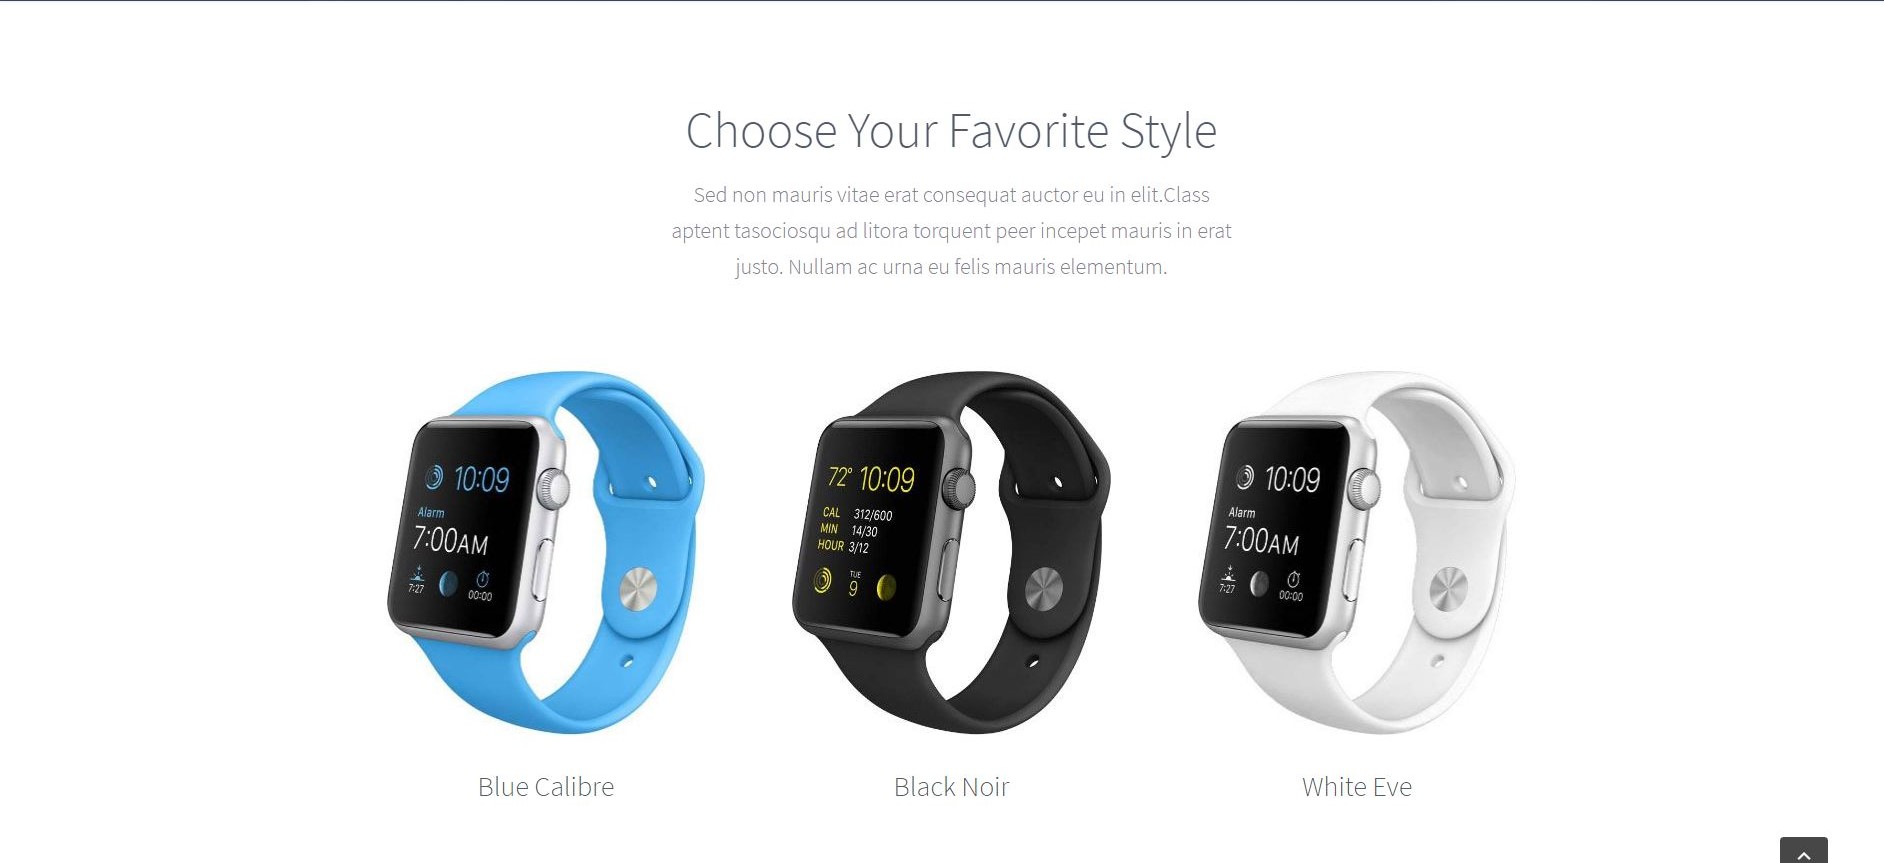 Choose Your Favorite Style
Sed non mauris vitae erat consequat auctor eu in elit.Class
aptent tasociosqu ad litora torquent peer incepet mauris in erat
justo. Nullam ac urna eu felis mauris elementum.
10:09
Alarm
7:00AM
7:27 00:00
72° 10:09
CAL 312/600
MIN 14/30
HOUR 3/12
TUE
9
10:09
Alarm
7:00AM
7:27 00:00
Blue Calibre
Black Noir
White Eve